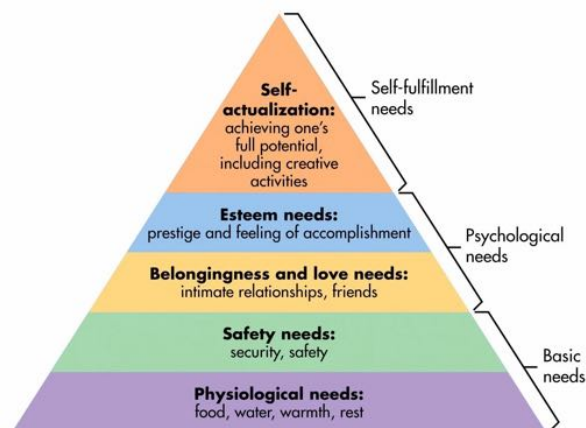 Self-
actualization:
achieving one's
full potential,
including creative
activities
Self-fulfillment
needs
Esteem needs:
prestige and feeling of accomplishment
Psychological
needs
Belongingness and love needs:
intimate relationships, friends
Safety needs:
security, safety
Basic
needs
Physiological needs:
food, water, warmth, rest